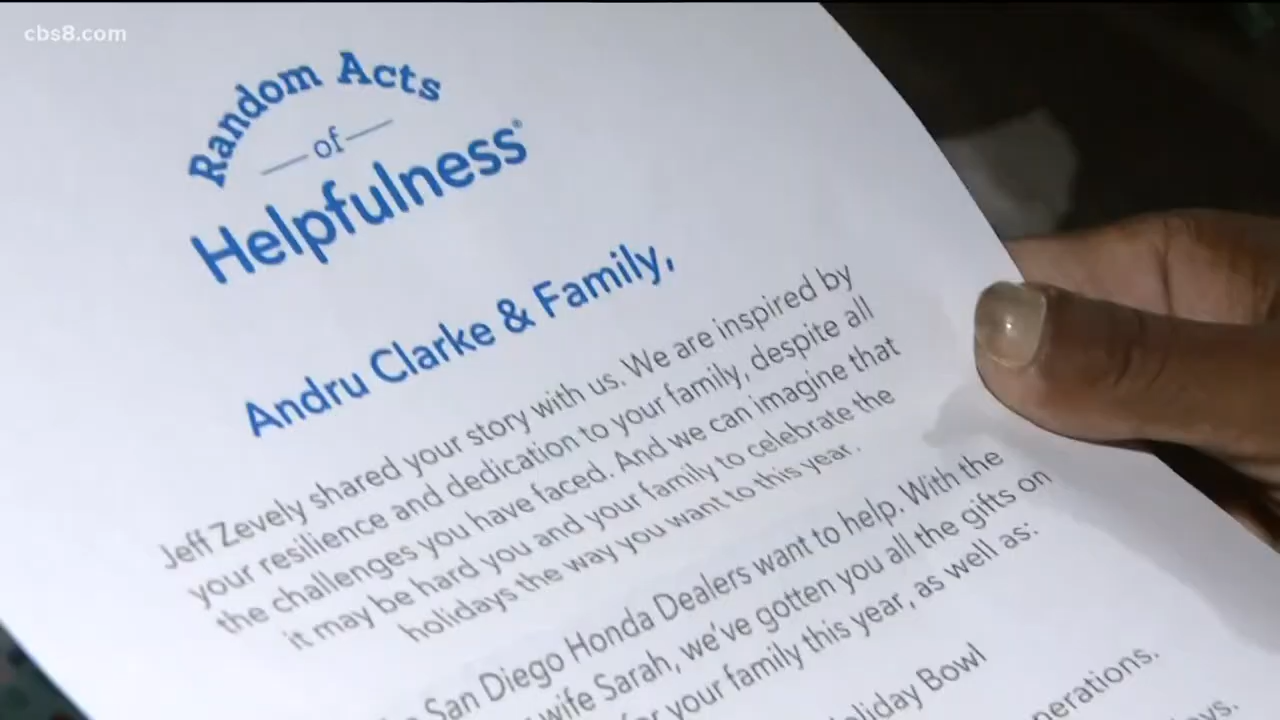 cbs8.com
Random Acts
of
Helpfulness®
Andru Clarke & Family,
Jeff Zevely shared your story with us. We are inspired by
your resilience and dedication to your family, despite all
the challenges you have faced. And we can imagine that
it may be hard you and your family to celebrate the
holidays the way you want to this year.
San Diego Honda Dealers want to help. With the
wife Sarah, we've gotten you all the gifts on
your family this year, as well as:
Bowl